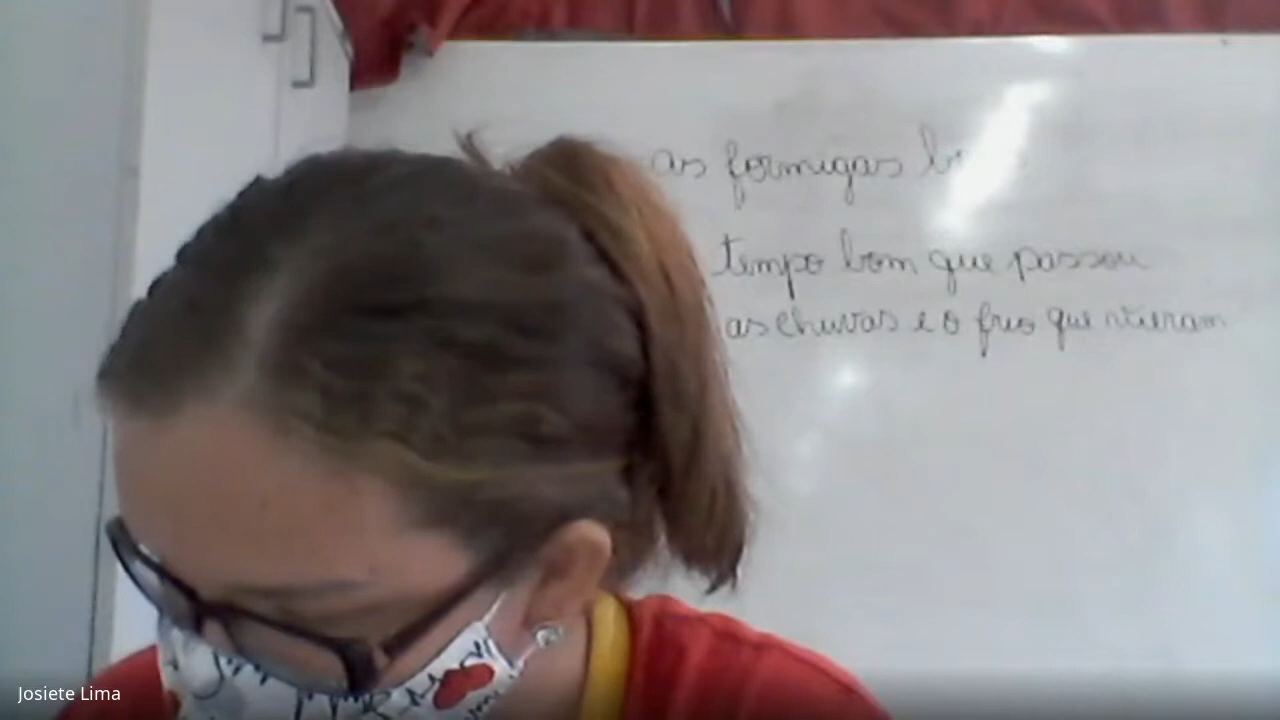 as formigas
tempo bom que passou
as chuvas e o frio que vieram
Josiete Lima